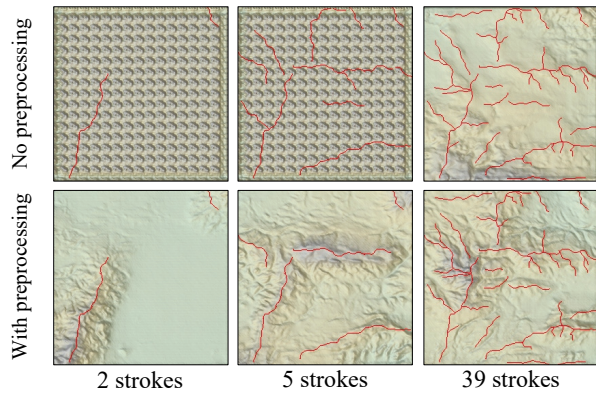 No preprocessing
With preprocessing
2 strokes
5 strokes
39 strokes